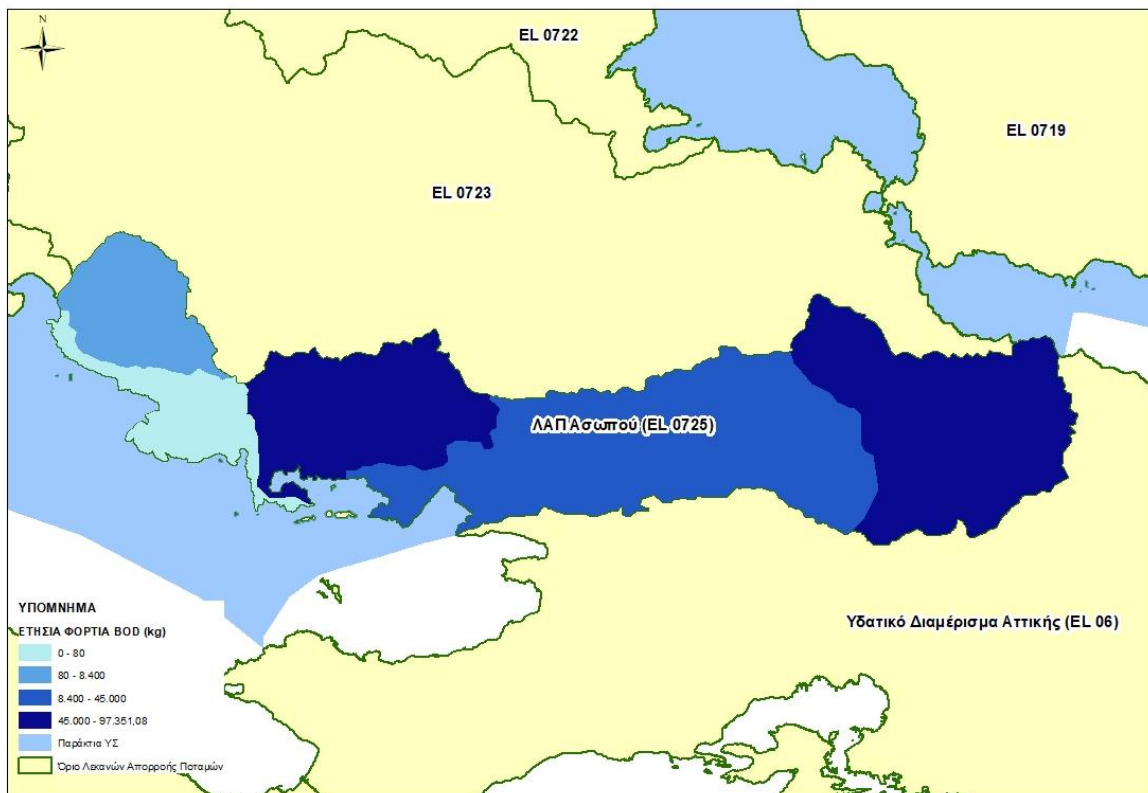 N
EL 0722
EL 0719
EL 0723
ΛΑΠ Ασωπού (EL 0725)
Υδατικό Διαμέρισμα Αττικής (EL 06)
ΥΠΟΜΝΗΜΑ
ΕΤΗΣΙΑ ΦΟΡΤΙΑ BOD (kg)
0 - 80
80 - 8.400
8.400 - 45.000
45.000 - 97.351,08
Παράκτια ΥΣ
Όριο Λεκανών Απορροής Ποταμών